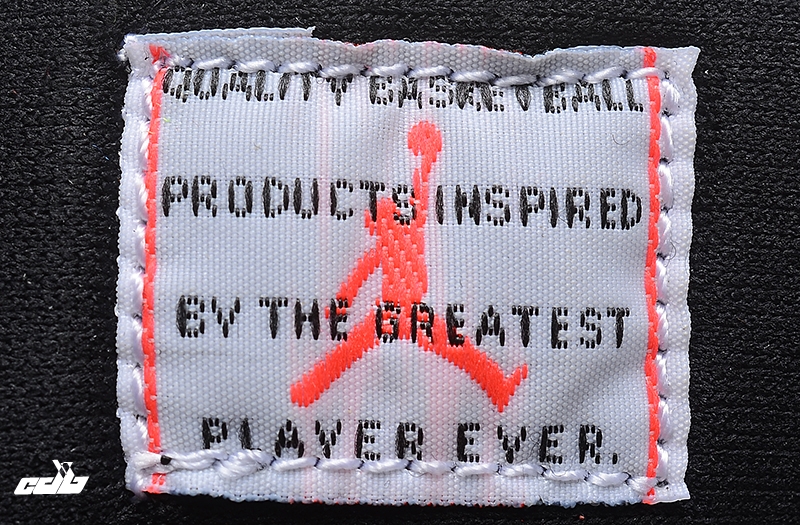 QUALITY BASKETBALL
PRODUCTS INSPIRED
BY THE GREATEST
PLAYER EVER.
cdb